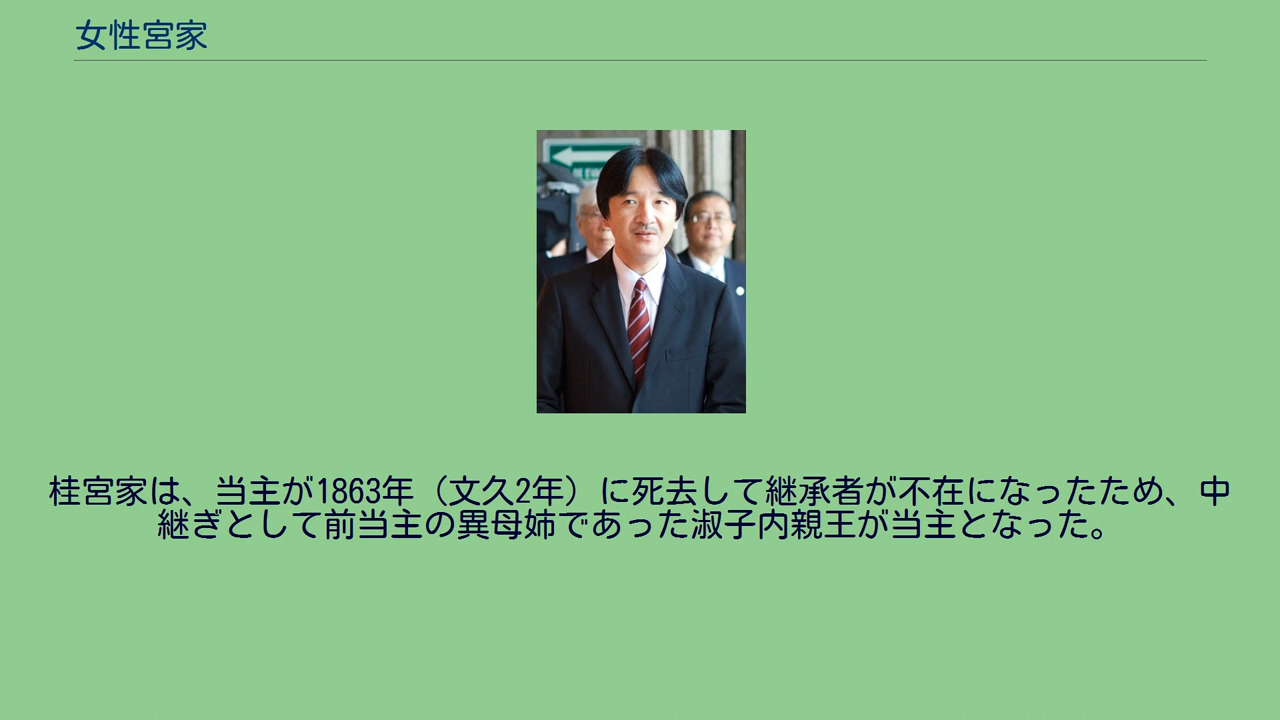 女性宮家
桂宮家は、当主が1863年（文久2年）に死去して継承者が不在になったため、中
継ぎとして前当主の異母姉であった淑子内親王が当主となった。